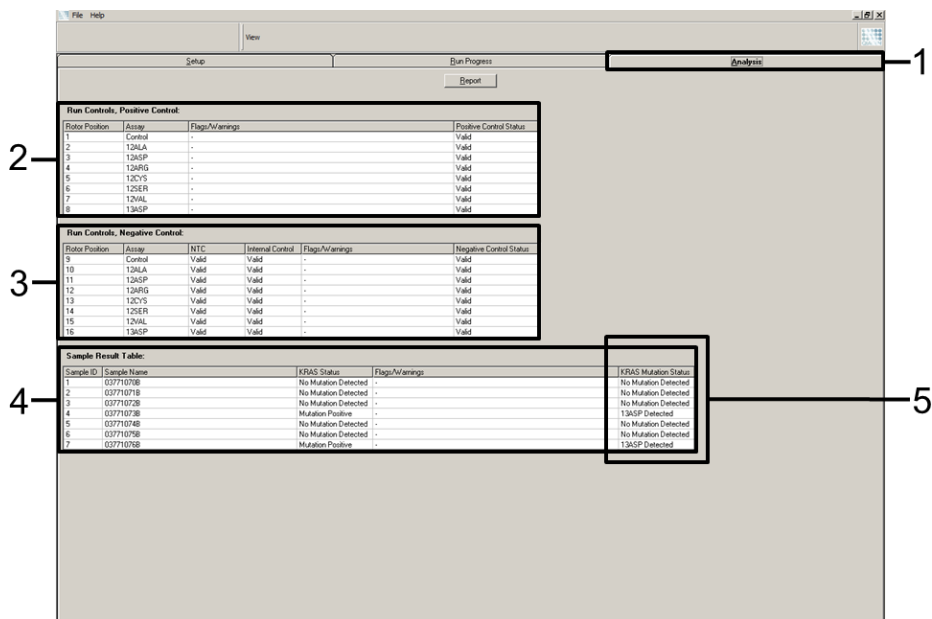 File Help
View
Setup Run Progress Analysis 1
Report
Run Controls, Positive Control:
Rotor Position Assay Flags/Warnings Positive Control Status
1 Control - Valid
2 12ALA - Valid
2
3 12ASP - Valid
4 12ARG - Valid
5 12CYS - Valid
6 12SER - Valid
7 12VAL - Valid
8 13ASP - Valid
Run Controls, Negative Control:
Rotor Position Assay NTC Internal Control Flags/Warnings Negative Control Status
9 Control Valid Valid - Valid
10 12ALA Valid Valid - Valid
11 12ASP Valid Valid - Valid
3
12 12ARG Valid Valid - Valid
13 12CYS Valid Valid - Valid
14 12SER Valid Valid - Valid
15 12VAL Valid Valid - Valid
16 13ASP Valid Valid - Valid
Sample Result Table:
Sample ID Sample Name KRAS Status Flags/Warnings KRAS Mutation Status
1 03771070B No Mutation Detected - No Mutation Detected
2 03771071B No Mutation Detected - No Mutation Detected
3 03771072B No Mutation Detected - No Mutation Detected
4 5
4 03771073B Mutation Positive - 13ASP Detected
5 03771074B No Mutation Detected - No Mutation Detected
6 03771075B No Mutation Detected - No Mutation Detected
7 03771076B Mutation Positive - 13ASP Detected